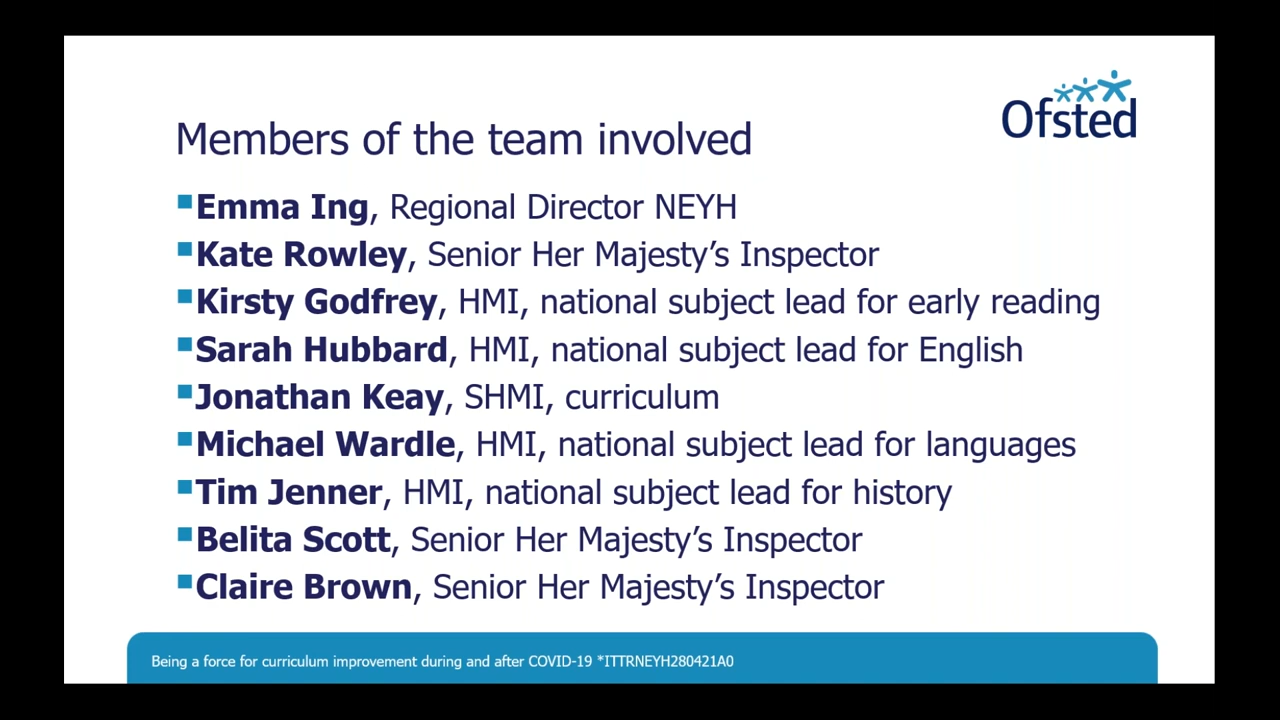 Ofsted
Members of the team involved
Emma Ing, Regional Director NEYH
Kate Rowley, Senior Her Majesty’s Inspector
Kirsty Godfrey, HMI, national subject lead for early reading
Sarah Hubbard, HMI, national subject lead for English
Jonathan Keay, SHMI, curriculum
Michael Wardle, HMI, national subject lead for languages
Tim Jenner, HMI, national subject lead for history
Belita Scott, Senior Her Majesty’s Inspector
Claire Brown, Senior Her Majesty’s Inspector
Being a force for curriculum improvement during and after COVID-19 *ITTRNEYH280421A0